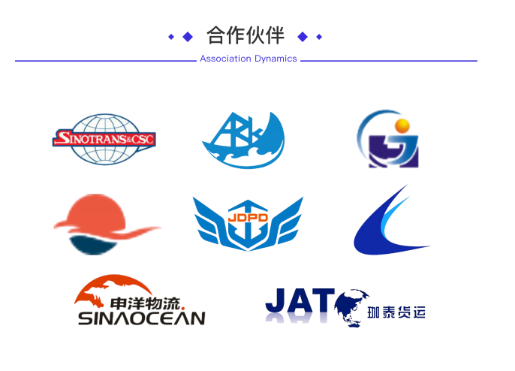 合作伙伴
Association Dynamics
SINOTRANS&CSC
ABK
JDPD
申洋物流
SINAOCEAN
JAT
珈泰货运